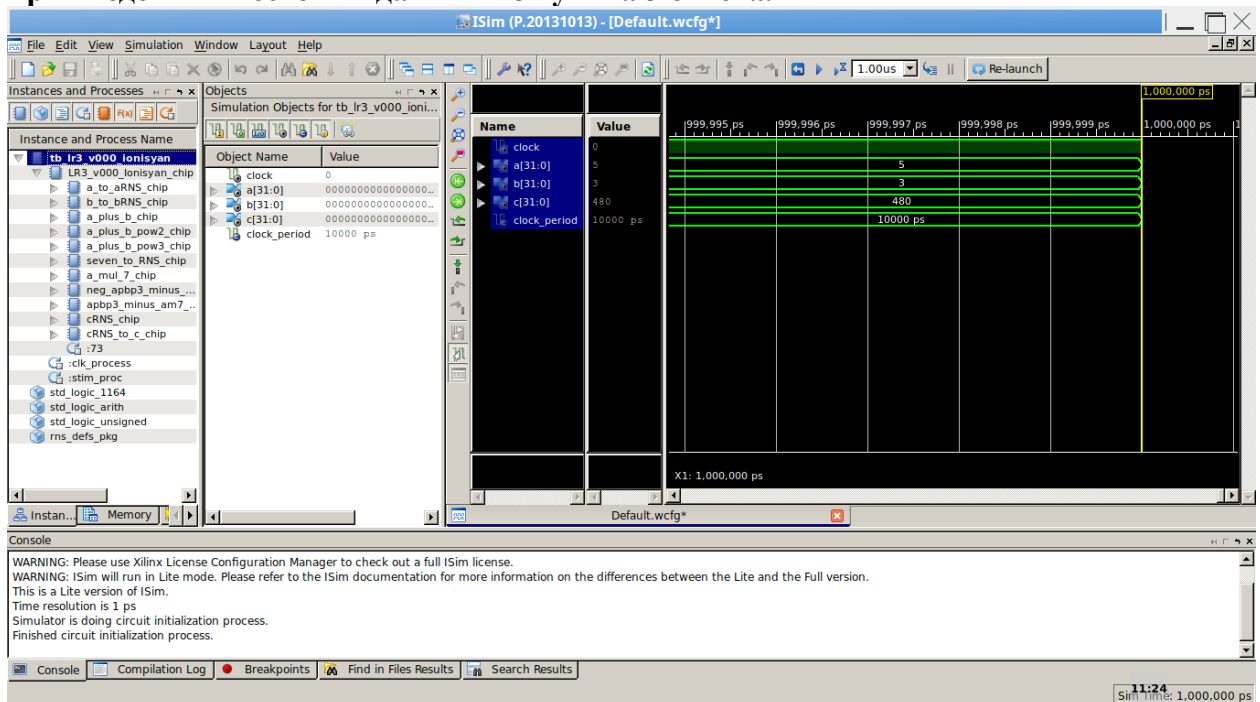 ISim (P.20131013) - [Default.wcfg*]
File Edit View Simulation Window Layout Help
1.00us
Re-launch
Instances and Processes
Instance and Process Name
tb_lr3_v000_ionisyan
LR3_v000_Ionisyan_chip
a_to_aRNS_chip
b_to_bRNS_chip
a_plus_b_chip
a_plus_b_pow2_chip
a_plus_b_pow3_chip
seven_to_RNS_chip
a_mul_7_chip
neg_apbp3_minus_...
apbp3_minus_am7_..
cRNS_chip
cRNS_to_c_chip
:73
:clk_process
:stim_proc
std_logic_1164
std_logic_arith
std_logic_unsigned
rns_defs_pkg
Instan...
Memory
Objects
Simulation Objects for tb_lr3_v000_ioni...
Object Name Value
clock 0
a[31:0] 0000000000000000...
b[31:0] 0000000000000000...
c[31:0] 0000000000000000...
clock_period 10000 ps
Name Value
clock 0
a[31:0] 5
b[31:0] 3
c[31:0] 480
clock_period 10000 ps
1,000,000 ps
999,995 ps 999,996 ps 999,997 ps 999,998 ps 999,999 ps 1,000,000 ps
5
3
480
10000 ps
X1: 1,000,000 ps
Default.wcfg*
Console
WARNING: Please use Xilinx License Configuration Manager to check out a full ISim license.
WARNING: ISim will run in Lite mode. Please refer to the ISim documentation for more information on the differences between the Lite and the Full version.
This is a Lite version of ISim.
Time resolution is 1 ps
Simulator is doing circuit initialization process.
Finished circuit initialization process.
Console Compilation Log Breakpoints Find in Files Results Search Results
11:24
Sim Time: 1,000,000 ps